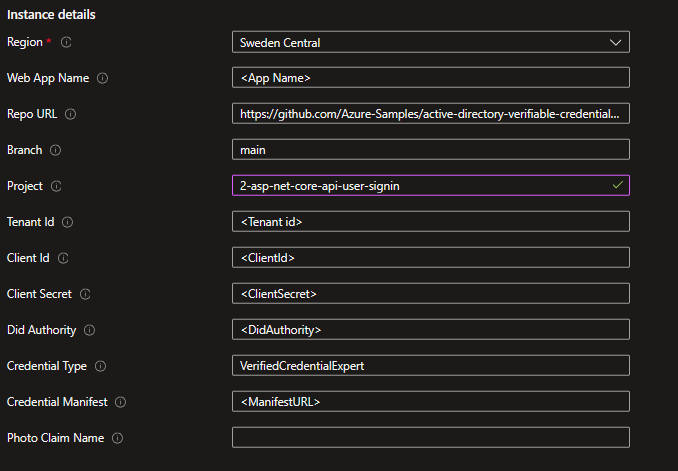 Instance details
Region * Sweden Central
Web App Name <App Name>
Repo URL https://github.com/Azure-Samples/active-directory-verifiable-credential...
Branch main
Project 2-asp-net-core-api-user-signin
Tenant Id <Tenant id>
Client Id <ClientId>
Client Secret <ClientSecret>
Did Authority <DidAuthority>
Credential Type VerifiedCredentialExpert
Credential Manifest <ManifestURL>
Photo Claim Name